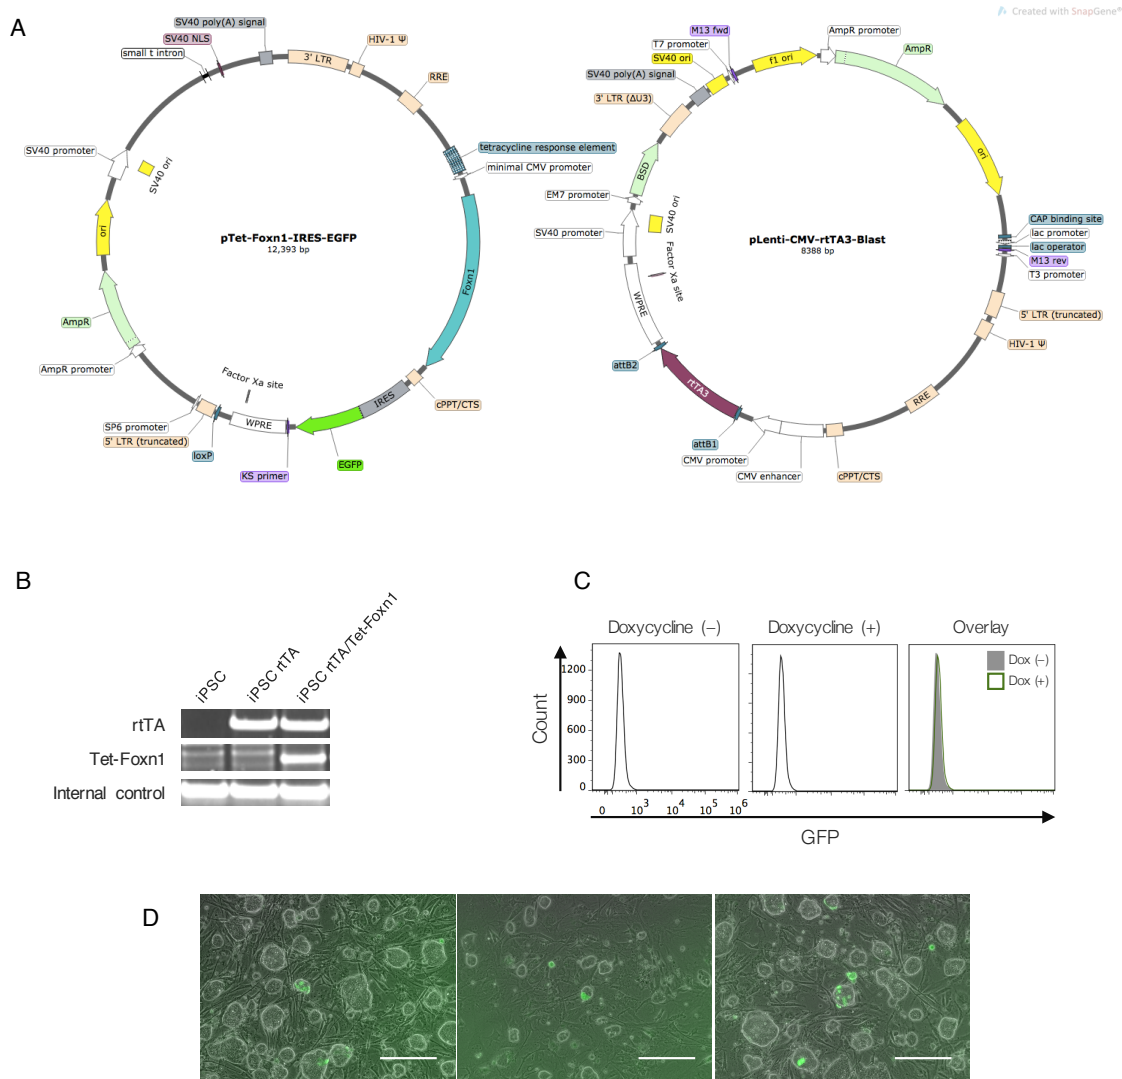 Created with SnapGene®
A
SV40 poly(A) signal
SV40 NLS
small t intron
3' LTR
HIV-1 Ψ
RRE
tetracycline response element
minimal CMV promoter
SV40 promoter
SV40 ori
ori
pTet-Foxn1-IRES-EGFP
12,393 bp
Foxn1
AmpR
AmpR promoter
Factor Xa site
cPPT/CTS
IRES
SP6 promoter
5' LTR (truncated)
WPRE
loxP
EGFP
KS primer
M13 fwd
T7 promoter
SV40 ori
SV40 poly(A) signal
3' LTR (ΔU3)
f1 ori
AmpR promoter
AmpR
ori
BSD
EM7 promoter
SV40 ori
SV40 promoter
Factor Xa site
pLenti-CMV-rtTA3-Blast
8388 bp
CAP binding site
lac promoter
lac operator
M13 rev
T3 promoter
WPRE
5' LTR (truncated)
HIV-1 Ψ
attB2
rtTA3
RRE
attB1
CMV promoter
CMV enhancer
cPPT/CTS
B
iPSC
iPSC rtTA
iPSC rtTA/Tet-Foxn1
rtTA
Tet-Foxn1
Internal control
C
Doxycycline (−)
Doxycycline (+)
Overlay
Dox (−)
Dox (+)
Count
1200
900
600
300
0
0 10³ 10⁴ 10⁵ 10⁶
GFP
D